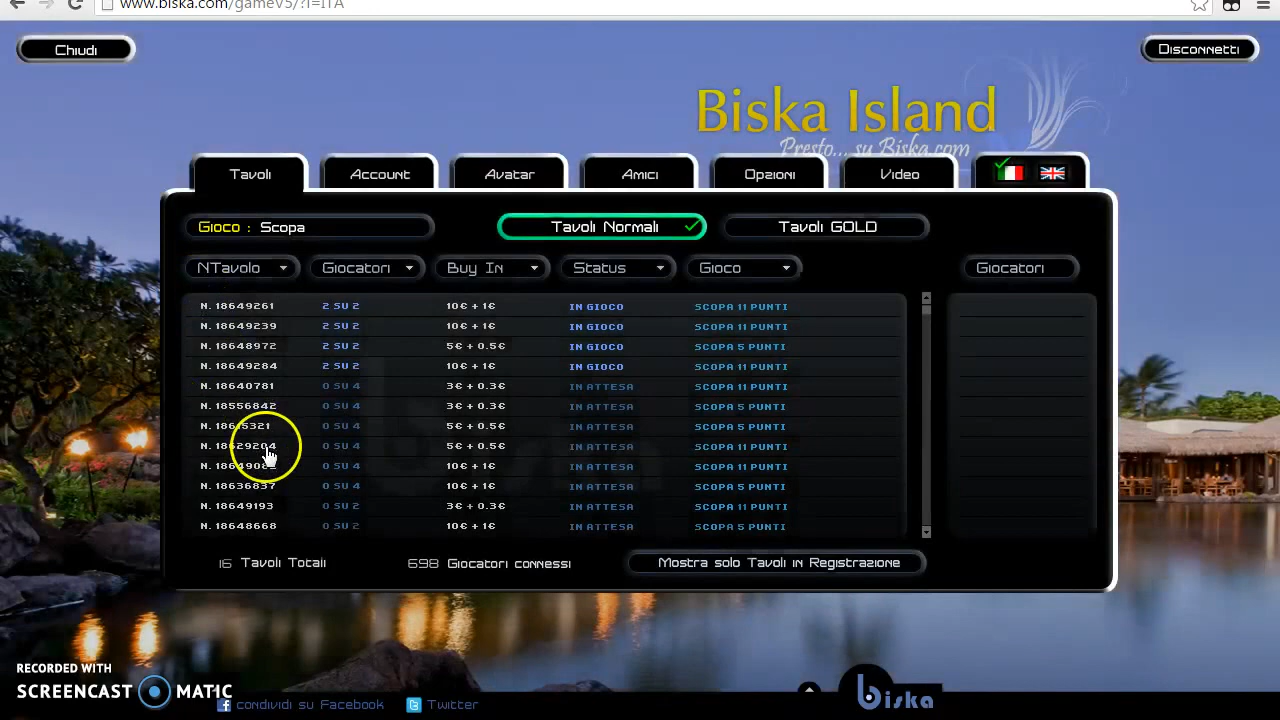 www.biska.com/gamev5/?l=ITA
Chiudi
Disconnetti
Biska Island
Presto... su Biska.com
Tavoli Account Avatar Amici Opzioni Video
Gioco : Scopa Tavoli Normali Tavoli GOLD
NTavolo Giocatori Buy In Status Gioco Giocatori
N. 18649261 2 SU 2 10€ + 1€ IN GIOCO SCOPA 11 PUNTI
N. 18649239 2 SU 2 10€ + 1€ IN GIOCO SCOPA 11 PUNTI
N. 18648972 2 SU 2 5€ + 0.5€ IN GIOCO SCOPA 5 PUNTI
N. 18649284 2 SU 2 10€ + 1€ IN GIOCO SCOPA 11 PUNTI
N. 18640781 0 SU 4 3€ + 0.3€ IN ATTESA SCOPA 11 PUNTI
N. 18556842 0 SU 4 3€ + 0.3€ IN ATTESA SCOPA 5 PUNTI
N. 0 SU 4 5€ + 0.5€ IN ATTESA SCOPA 5 PUNTI
N. 18629204 0 SU 4 5€ + 0.5€ IN ATTESA SCOPA 11 PUNTI
N. 0 SU 4 10€ + 1€ IN ATTESA SCOPA 11 PUNTI
N. 18636837 0 SU 4 10€ + 1€ IN ATTESA SCOPA 5 PUNTI
N. 18649193 0 SU 2 3€ + 0.3€ IN ATTESA SCOPA 11 PUNTI
N. 18648668 0 SU 2 10€ + 1€ IN ATTESA SCOPA 5 PUNTI
16 Tavoli Totali 698 Giocatori connessi Mostra solo Tavoli in Registrazione
RECORDED WITH
SCREENCAST MATIC
condividi su Facebook Twitter
biska